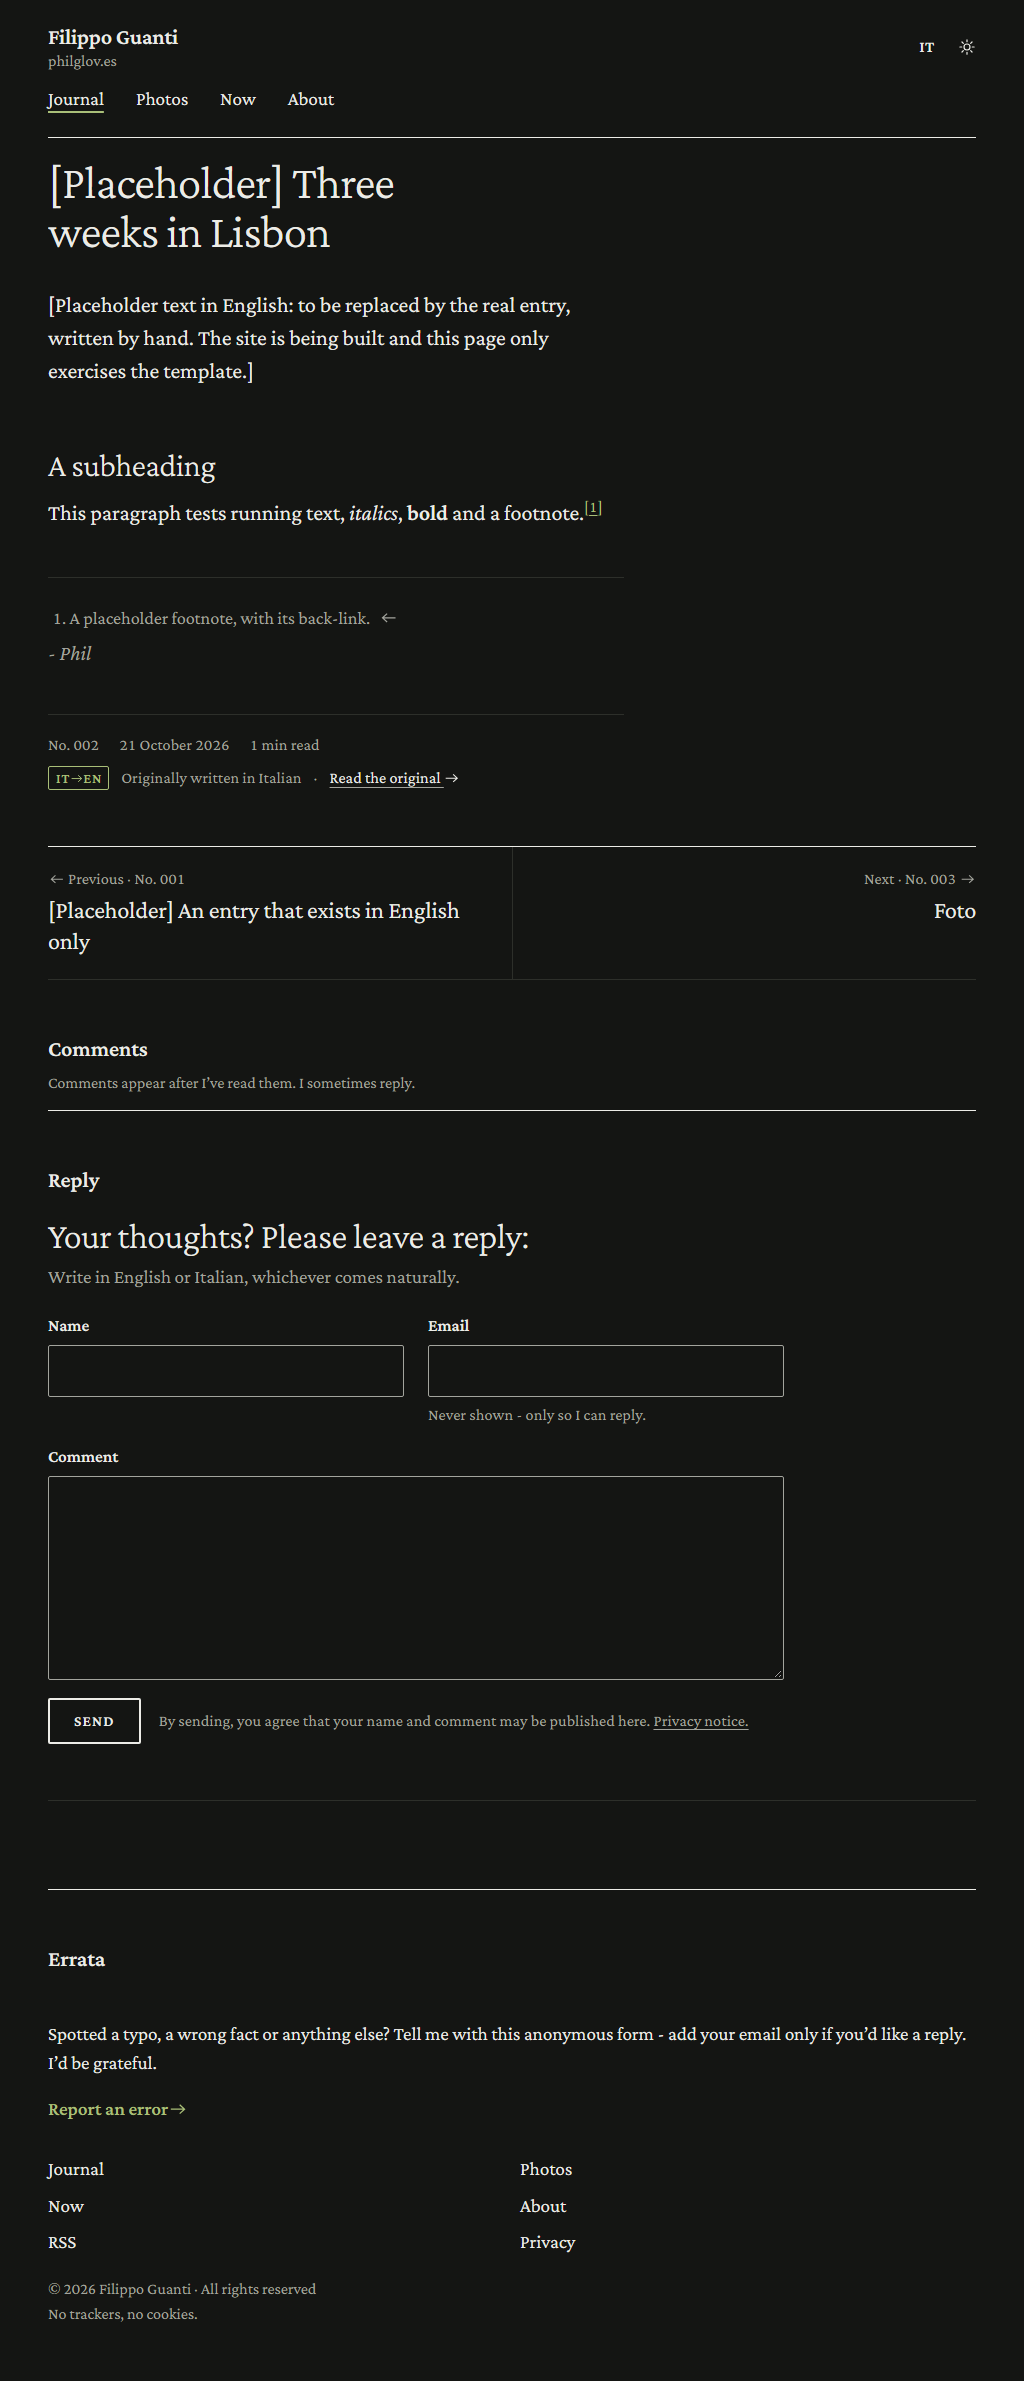 Filippo Guanti
philglov.es
IT
Journal Photos Now About
[Placeholder] Three
weeks in Lisbon
[Placeholder text in English: to be replaced by the real entry,
written by hand. The site is being built and this page only
exercises the template.]
A subheading
This paragraph tests running text, italics, bold and a footnote.[1]
1. A placeholder footnote, with its back-link. ←
- Phil
No. 002 21 October 2026 1 min read
IT→EN Originally written in Italian · Read the original →
← Previous · No. 001
[Placeholder] An entry that exists in English
only
Next · No. 003 →
Foto
Comments
Comments appear after I’ve read them. I sometimes reply.
Reply
Your thoughts? Please leave a reply:
Write in English or Italian, whichever comes naturally.
Name
Email
Never shown - only so I can reply.
Comment
SEND
By sending, you agree that your name and comment may be published here. Privacy notice.
Errata
Spotted a typo, a wrong fact or anything else? Tell me with this anonymous form - add your email only if you’d like a reply.
I’d be grateful.
Report an error→
Journal Photos
Now About
RSS Privacy
© 2026 Filippo Guanti · All rights reserved
No trackers, no cookies.